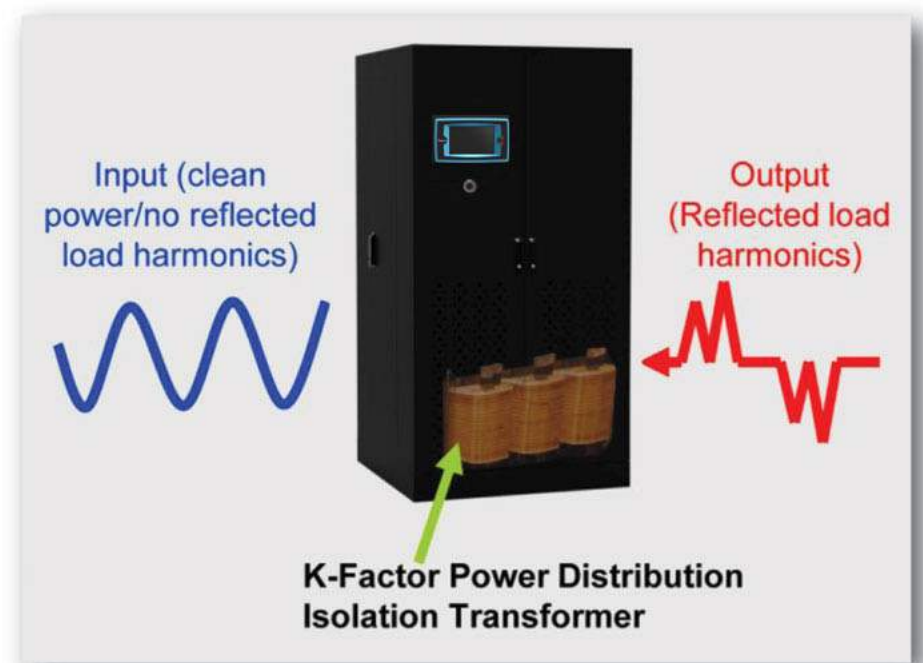 Input (clean
power/no reflected
load harmonics)
Output
(Reflected load
harmonics)
K-Factor Power Distribution
Isolation Transformer